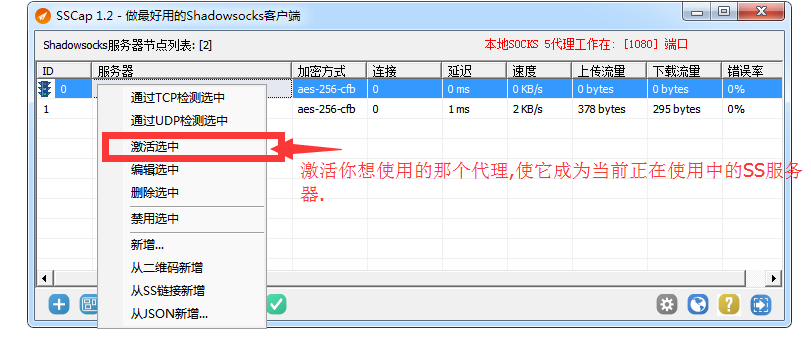 SSCap 1.2 - 做最好用的Shadowsocks客户端
Shadowsocks服务器节点列表: [2]
本地SOCKS 5代理工作在: [1080] 端口
ID 服务器 加密方式 连接 延迟 速度 上传流量 下载流量 错误率
0 aes-256-cfb 0 0 ms 0 KB/s 0 bytes 0 bytes 0%
1 aes-256-cfb 0 1 ms 2 KB/s 378 bytes 295 bytes 0%
通过TCP检测选中
通过UDP检测选中
激活选中
编辑选中
删除选中
禁用选中
新增...
从二维码新增
从SS链接新增
从JSON新增...
激活你想使用的那个代理,使它成为当前正在使用中的SS服务
器.